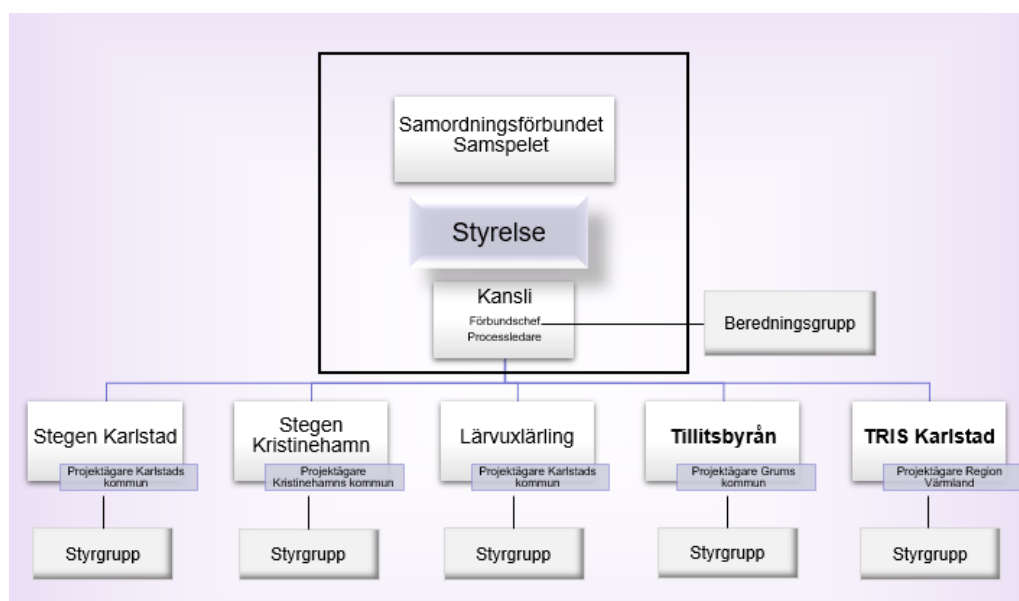 Samordningsförbundet
Samspelet
Styrelse
Kansli
Förbundschef
Processledare
Beredningsgrupp
Stegen Karlstad
Projektägare Karlstads
kommun
Stegen
Kristinehamn
Projektägare
Kristinehamns kommun
Lärvuxlärling
Projektägare Karlstads
kommun
Tillitsbyrån
Projektägare Grums
kommun
TRIS Karlstad
Projektägare Region
Värmland
Styrgrupp
Styrgrupp
Styrgrupp
Styrgrupp
Styrgrupp